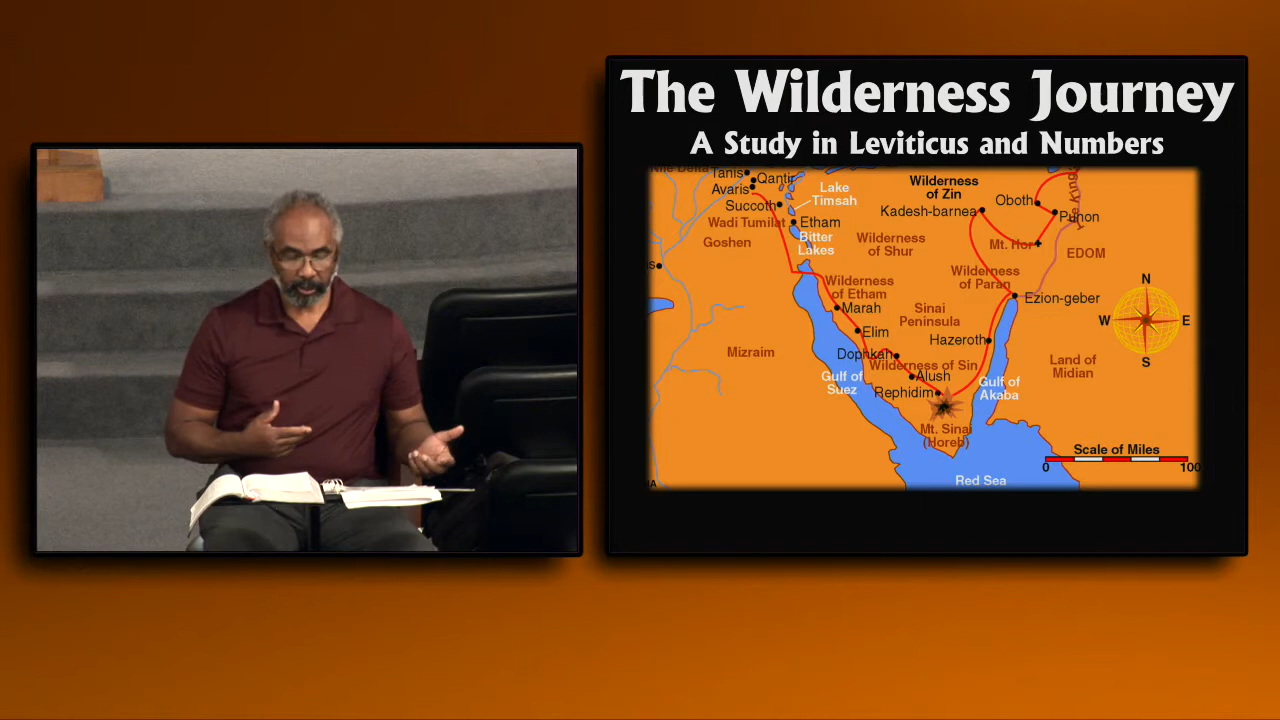 The Wilderness Journey
A Study in Leviticus and Numbers
Nile Delta
Tanis
Qantir
Avaris
Lake
Timsah
Succoth
Wadi Tumilat
Etham
Goshen
Bitter
Lakes
Wilderness
of Shur
Wilderness
of Zin
Kadesh-barnea
Oboth
Punon
Mt. Hor
EDOM
Wilderness
of Paran
Ezion-geber
Wilderness
of Etham
Marah
Elim
Sinai
Peninsula
Hazeroth
Dophkah
Wilderness of Sin
Alush
Rephidim
Mizraim
Gulf of
Suez
Gulf of
Akaba
Land of
Midian
Mt. Sinai
(Horeb)
Red Sea
N
W
E
S
Scale of Miles
0
100